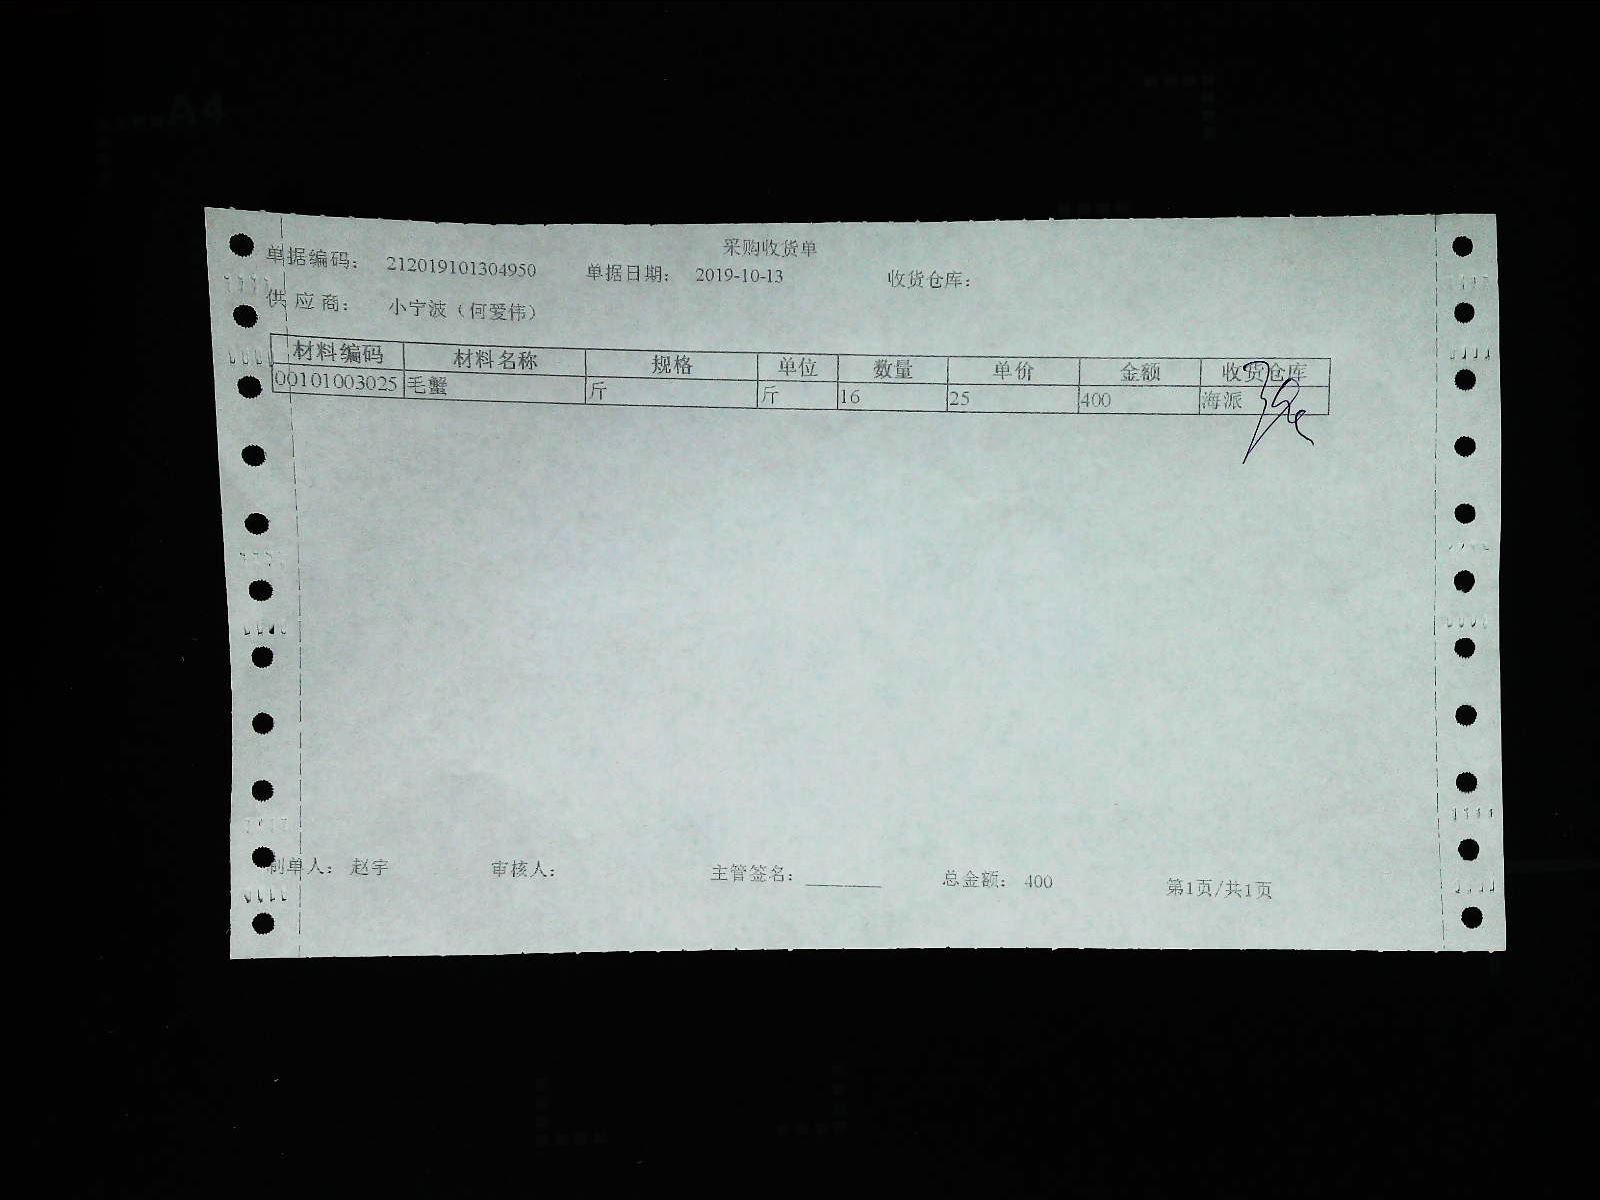 采购收货单
单据编码： 212019101304950 单据日期： 2019-10-13 收货仓库：
供 应 商： 小宁波（何爱伟）
材料编码 材料名称 规格 单位 数量 单价 金额 收货仓库
00101003025 毛蟹 斤 斤 16 25 400 海派
制单人： 赵宇 审核人： 主管签名： 总金额： 400 第1页/共1页